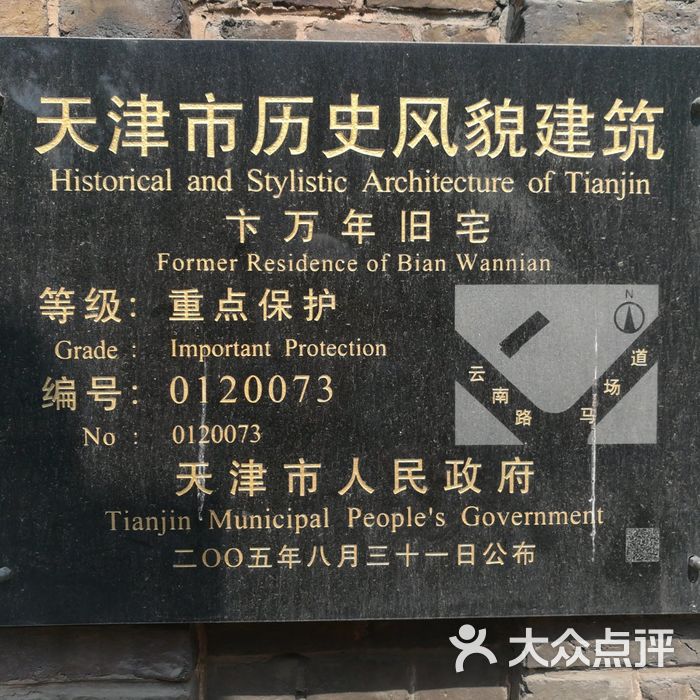 天津市历史风貌建筑
Historical and Stylistic Architecture of Tianjin
卞万年旧宅
Former Residence of Bian Wannian
等级：重点保护
Grade : Important Protection
编号：0120073
No : 0120073
N
云南路
马场道
天津市人民政府
Tianjin Municipal People's Government
二〇〇五年八月三十一日公布
大众点评